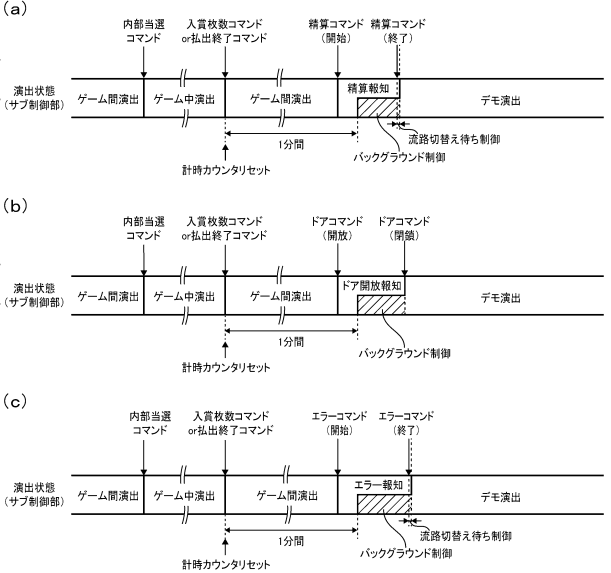 (a)
内部当選
コマンド
入賞枚数コマンド
or払出終了コマンド
精算コマンド
(開始)
精算コマンド
(終了)
演出状態
(サブ制御部)
ゲーム間演出
ゲーム中演出
ゲーム間演出
精算報知
デモ演出
1分間
流路切替え待ち制御
バックグラウンド制御
計時カウンタリセット
(b)
内部当選
コマンド
入賞枚数コマンド
or払出終了コマンド
ドアコマンド
(開放)
ドアコマンド
(閉鎖)
演出状態
(サブ制御部)
ゲーム間演出
ゲーム中演出
ゲーム間演出
ドア開放報知
デモ演出
1分間
バックグラウンド制御
計時カウンタリセット
(c)
内部当選
コマンド
入賞枚数コマンド
or払出終了コマンド
エラーコマンド
(開始)
エラーコマンド
(終了)
演出状態
(サブ制御部)
ゲーム間演出
ゲーム中演出
ゲーム間演出
エラー報知
デモ演出
1分間
流路切替え待ち制御
バックグラウンド制御
計時カウンタリセット